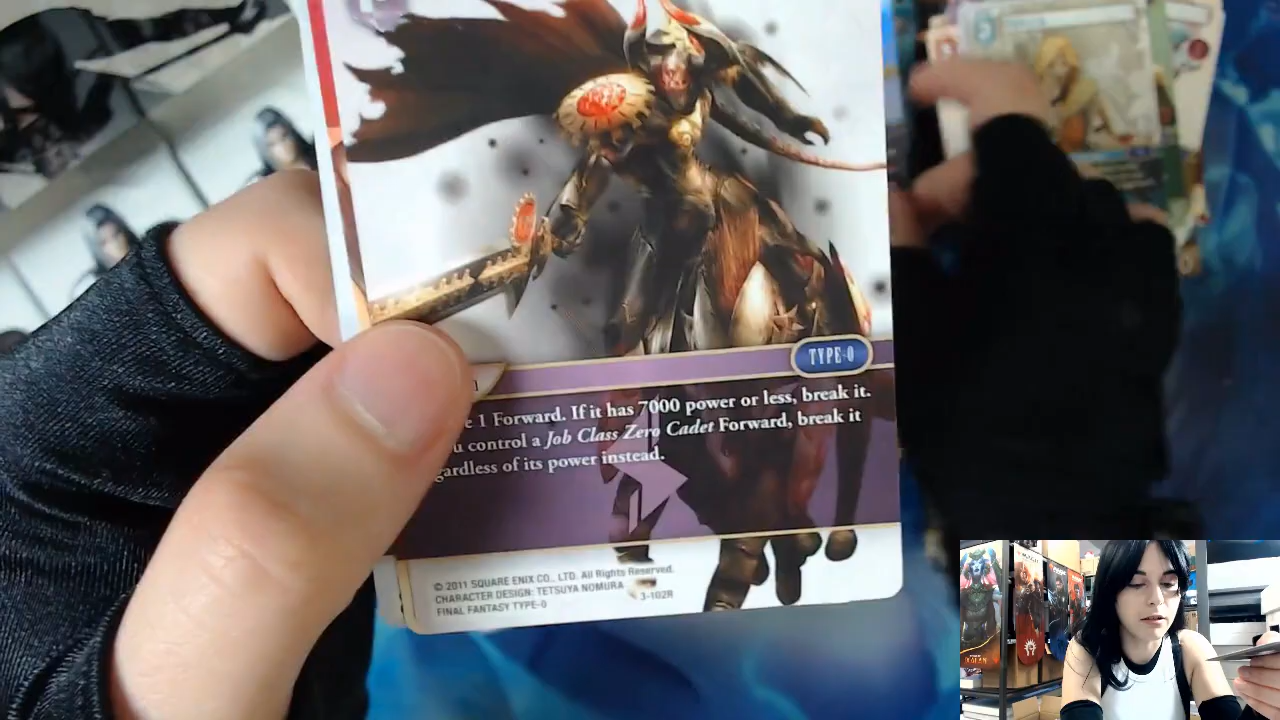 TYPE-0
e 1 Forward. If it has 7000 power or less, break it.
u control a Job Class Zero Cadet Forward, break it
gardless of its power instead.
© 2011 SQUARE ENIX CO., LTD. All Rights Reserved.
CHARACTER DESIGN: TETSUYA NOMURA
FINAL FANTASY TYPE-0
3-102R